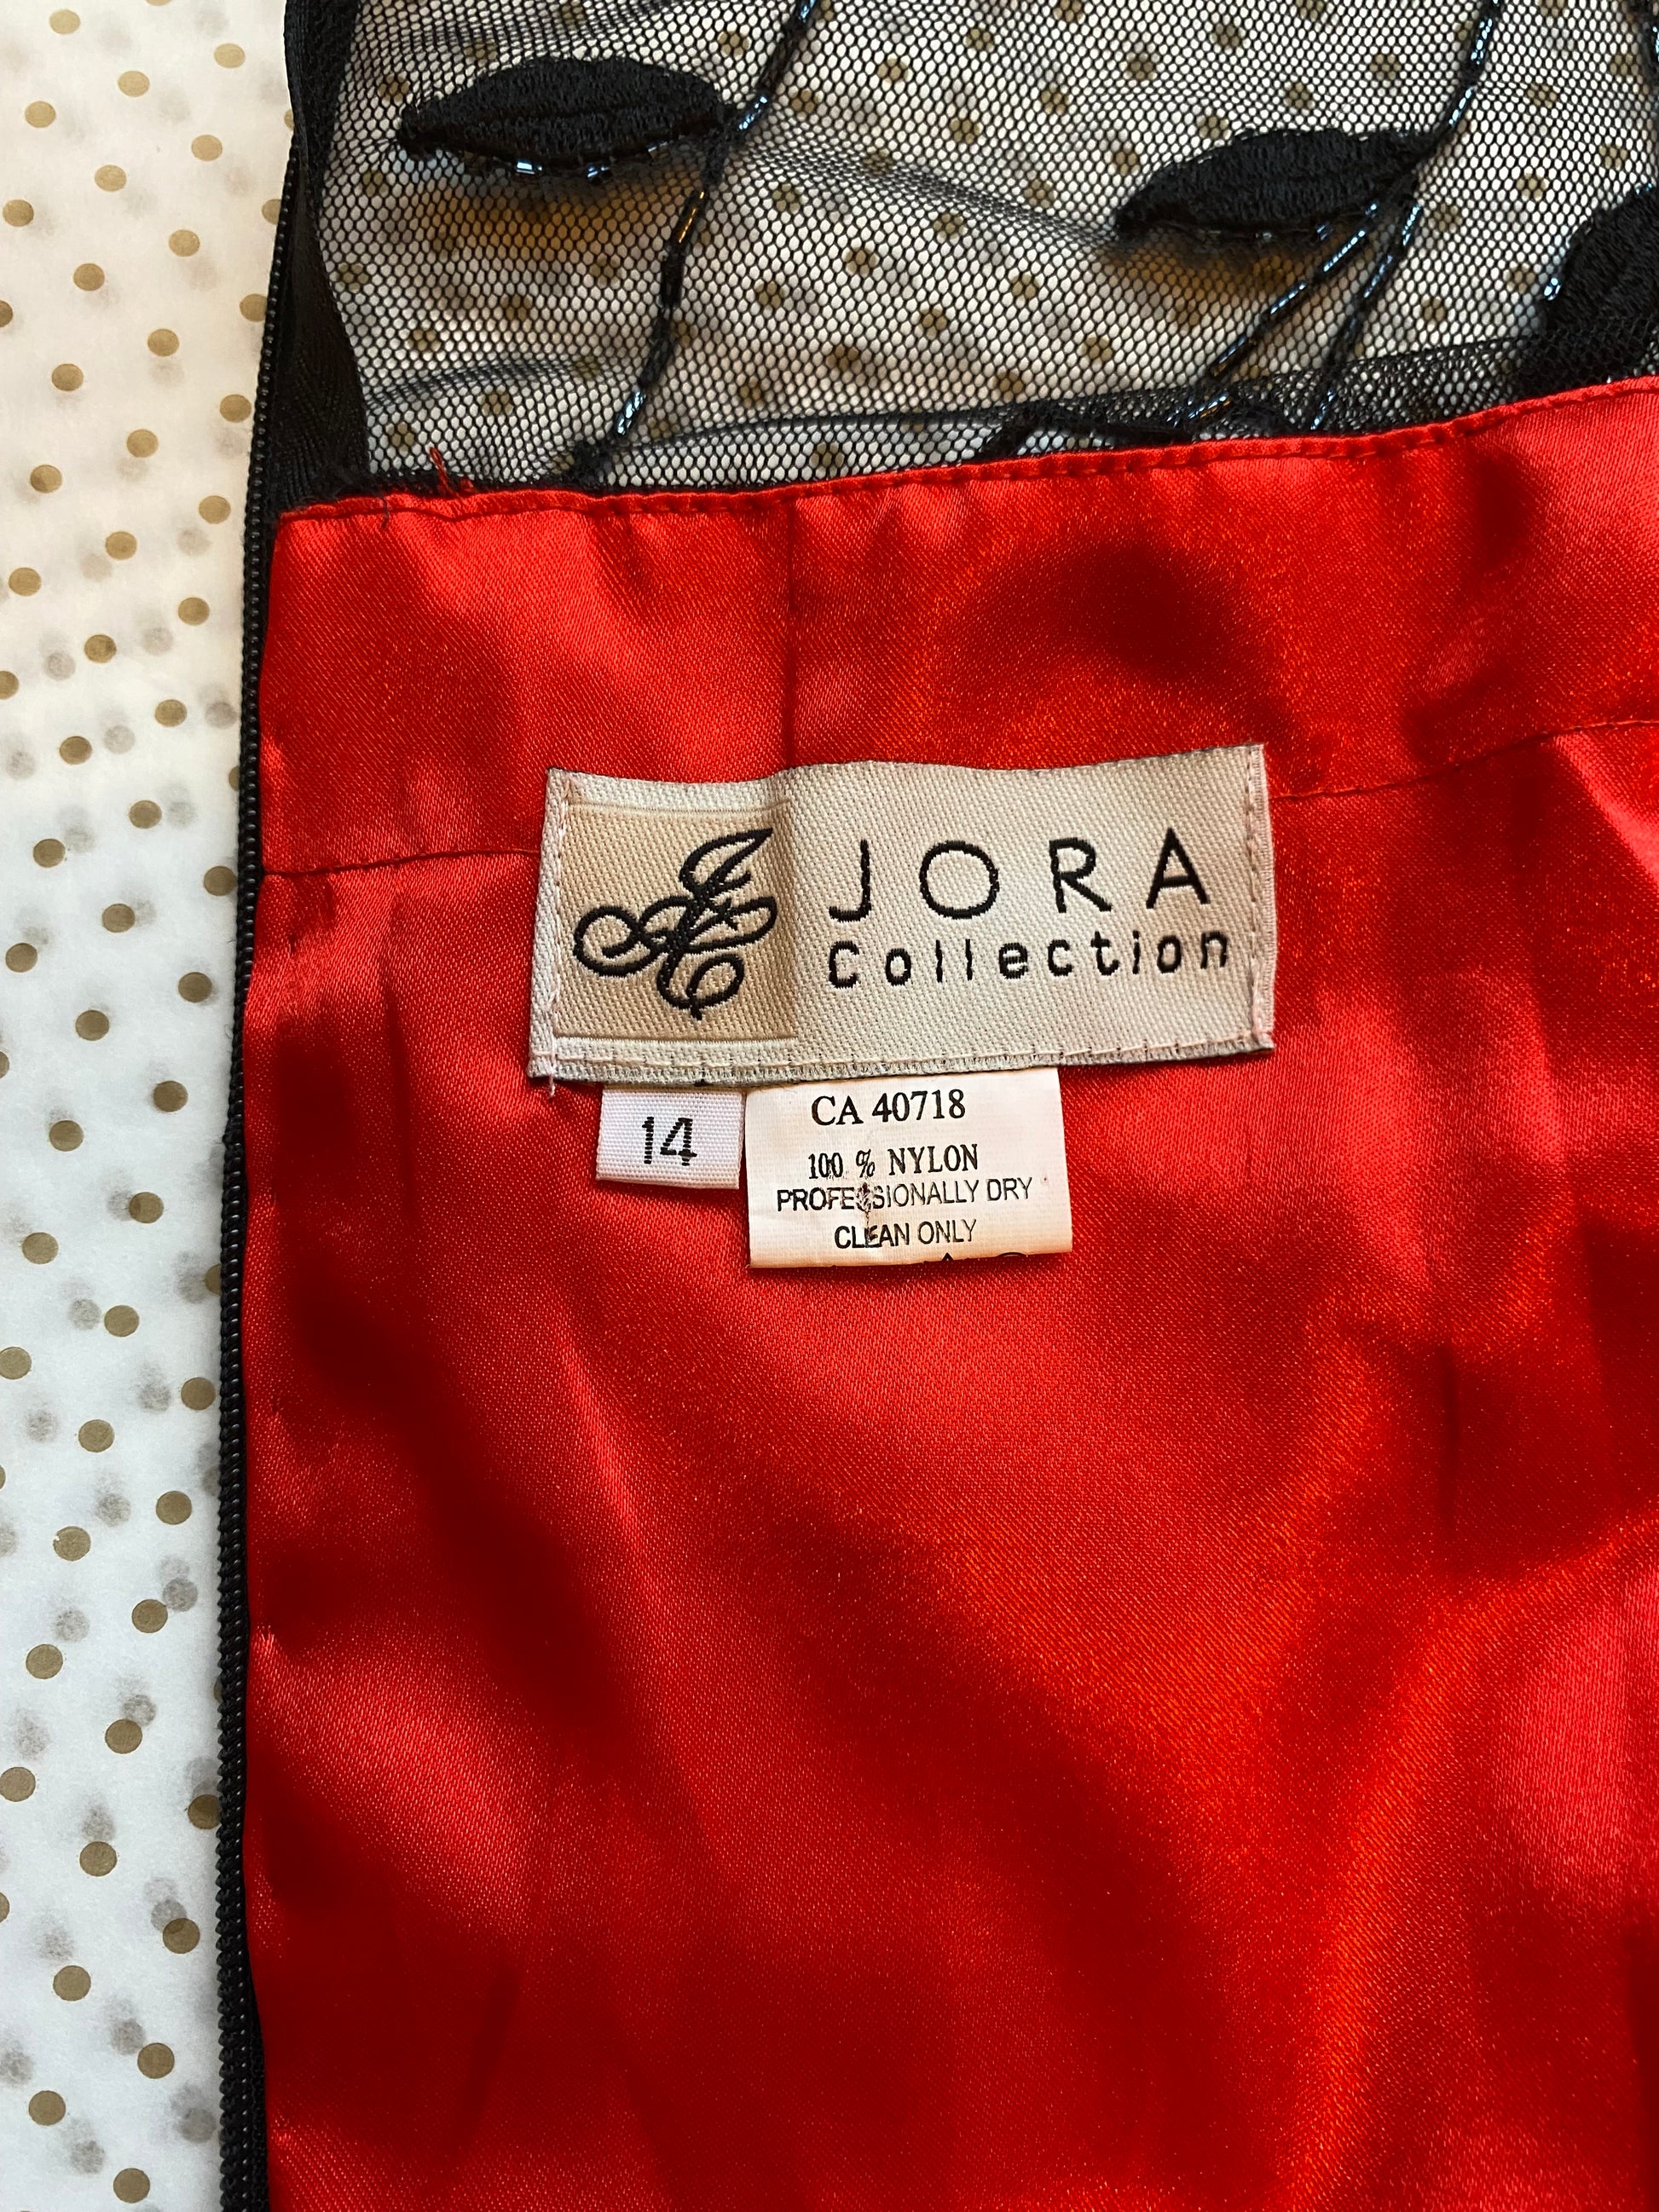 JORA
Collection
14
CA 40718
100 % NYLON
PROFESSIONALLY DRY
CLEAN ONLY